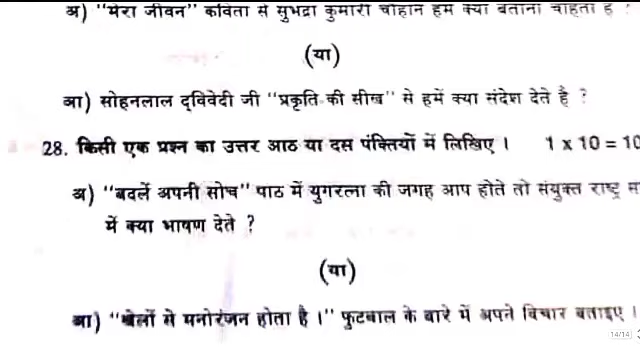 अ) "मेरा जीवन" कविता से सुभद्रा कुमारी चौहान हमें क्या बताना चाहती है ?
(या)
आ) सोहनलाल द्विवेदी जी "प्रकृति की सीख" से हमें क्या संदेश देते है ?
28. किसी एक प्रश्न का उत्तर आठ या दस पंक्तियों में लिखिए । 1 x 10 = 10
अ) "बदलें अपनी सोच" पाठ में युगरत्ना की जगह आप होते तो संयुक्त राष्ट्र
में क्या भाषण देते ?
(या)
आ) "खेलों से मनोरंजन होता है ।" फुटबाल के बारे में अपने विचार बताइए ।
14/14